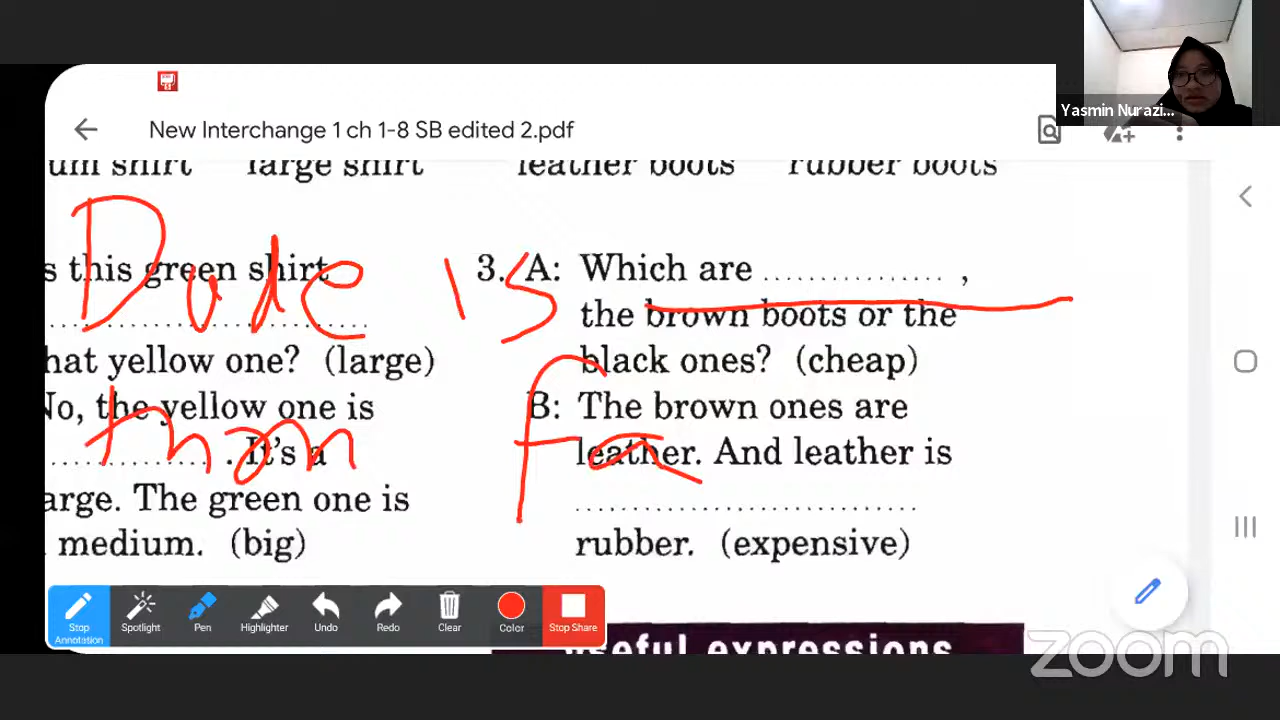 Yasmin Nurazi...
New Interchange 1 ch 1-8 SB edited 2.pdf
um shirt large shirt leather boots rubber boots
s this green shirt
hat yellow one? (large)
No, the yellow one is
............... . It's a
arge. The green one is
medium. (big)
3. A: Which are ............... ,
the brown boots or the
black ones? (cheap)
B: The brown ones are
leather. And leather is
............................
rubber. (expensive)
is
than
Stop Annotation Spotlight Pen Highlighter Undo Redo Clear Color Stop Share
useful expressions
zoom